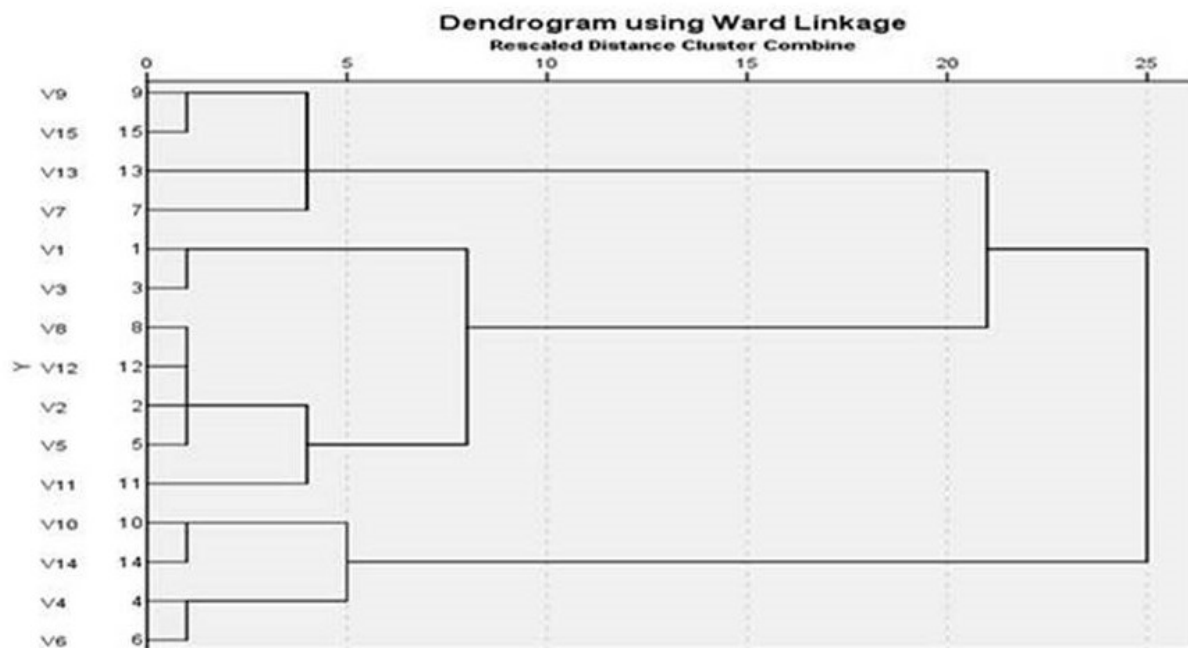 Dendrogram using Ward Linkage
Rescaled Distance Cluster Combine
0 5 10 15 20 25
V9 9
V15 15
V13 13
V7 7
V1 1
V3 3
V8 8
Y V12 12
V2 2
V5 5
V11 11
V10 10
V14 14
V4 4
V6 6